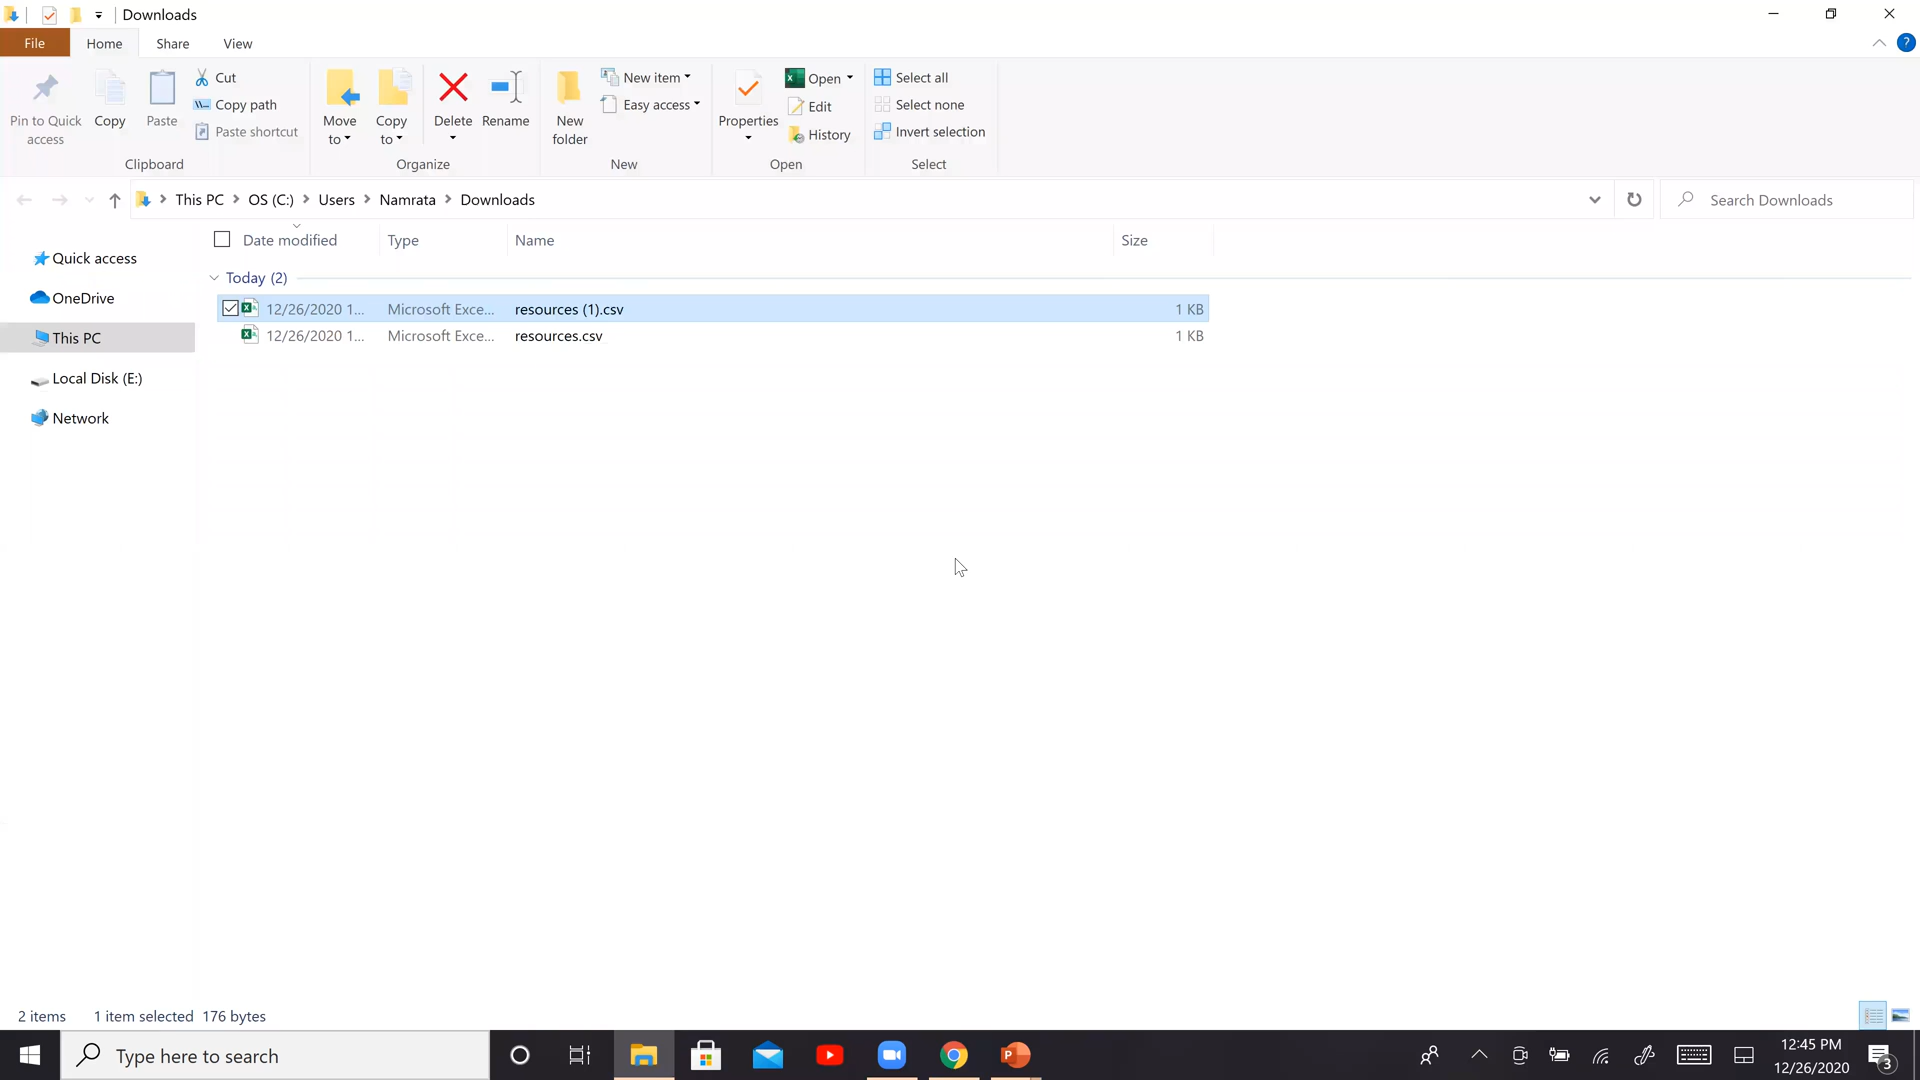 Downloads
File Home Share View
Pin to Quick access
Copy
Paste
Cut
Copy path
Paste shortcut
Clipboard
Move to
Copy to
Delete
Rename
Organize
New folder
New item
Easy access
New
Properties
Open
Edit
History
Open
Select all
Select none
Invert selection
Select
This PC > OS (C:) > Users > Namrata > Downloads
Search Downloads
Quick access
OneDrive
This PC
Local Disk (E:)
Network
Date modified Type Name Size
Today (2)
12/26/2020 1... Microsoft Exce... resources (1).csv 1 KB
12/26/2020 1... Microsoft Exce... resources.csv 1 KB
2 items 1 item selected 176 bytes
Type here to search
12:45 PM
12/26/2020
3